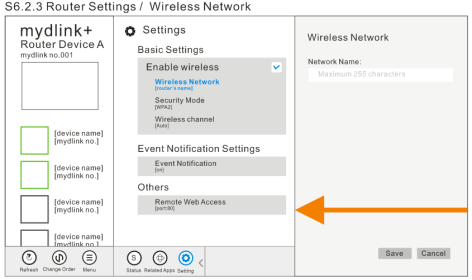 S6.2.3 Router Settings / Wireless Network
mydlink+
Router Device A
mydlink no.001
[device name]
[mydlink no.]
[device name]
[mydlink no.]
[device name]
[mydlink no.]
[device name]
[mydlink no.]
Refresh
Change Order
Menu
Settings
Basic Settings
Enable wireless
Wireless Network
[router's name]
Security Mode
[WPA2]
Wireless channel
[Auto]
Event Notification Settings
Event Notification
[on]
Others
Remote Web Access
[port:80]
S
Status
Related Apps
Setting
<
Wireless Network
Network Name:
Maximum 255 characters
Save
Cancel